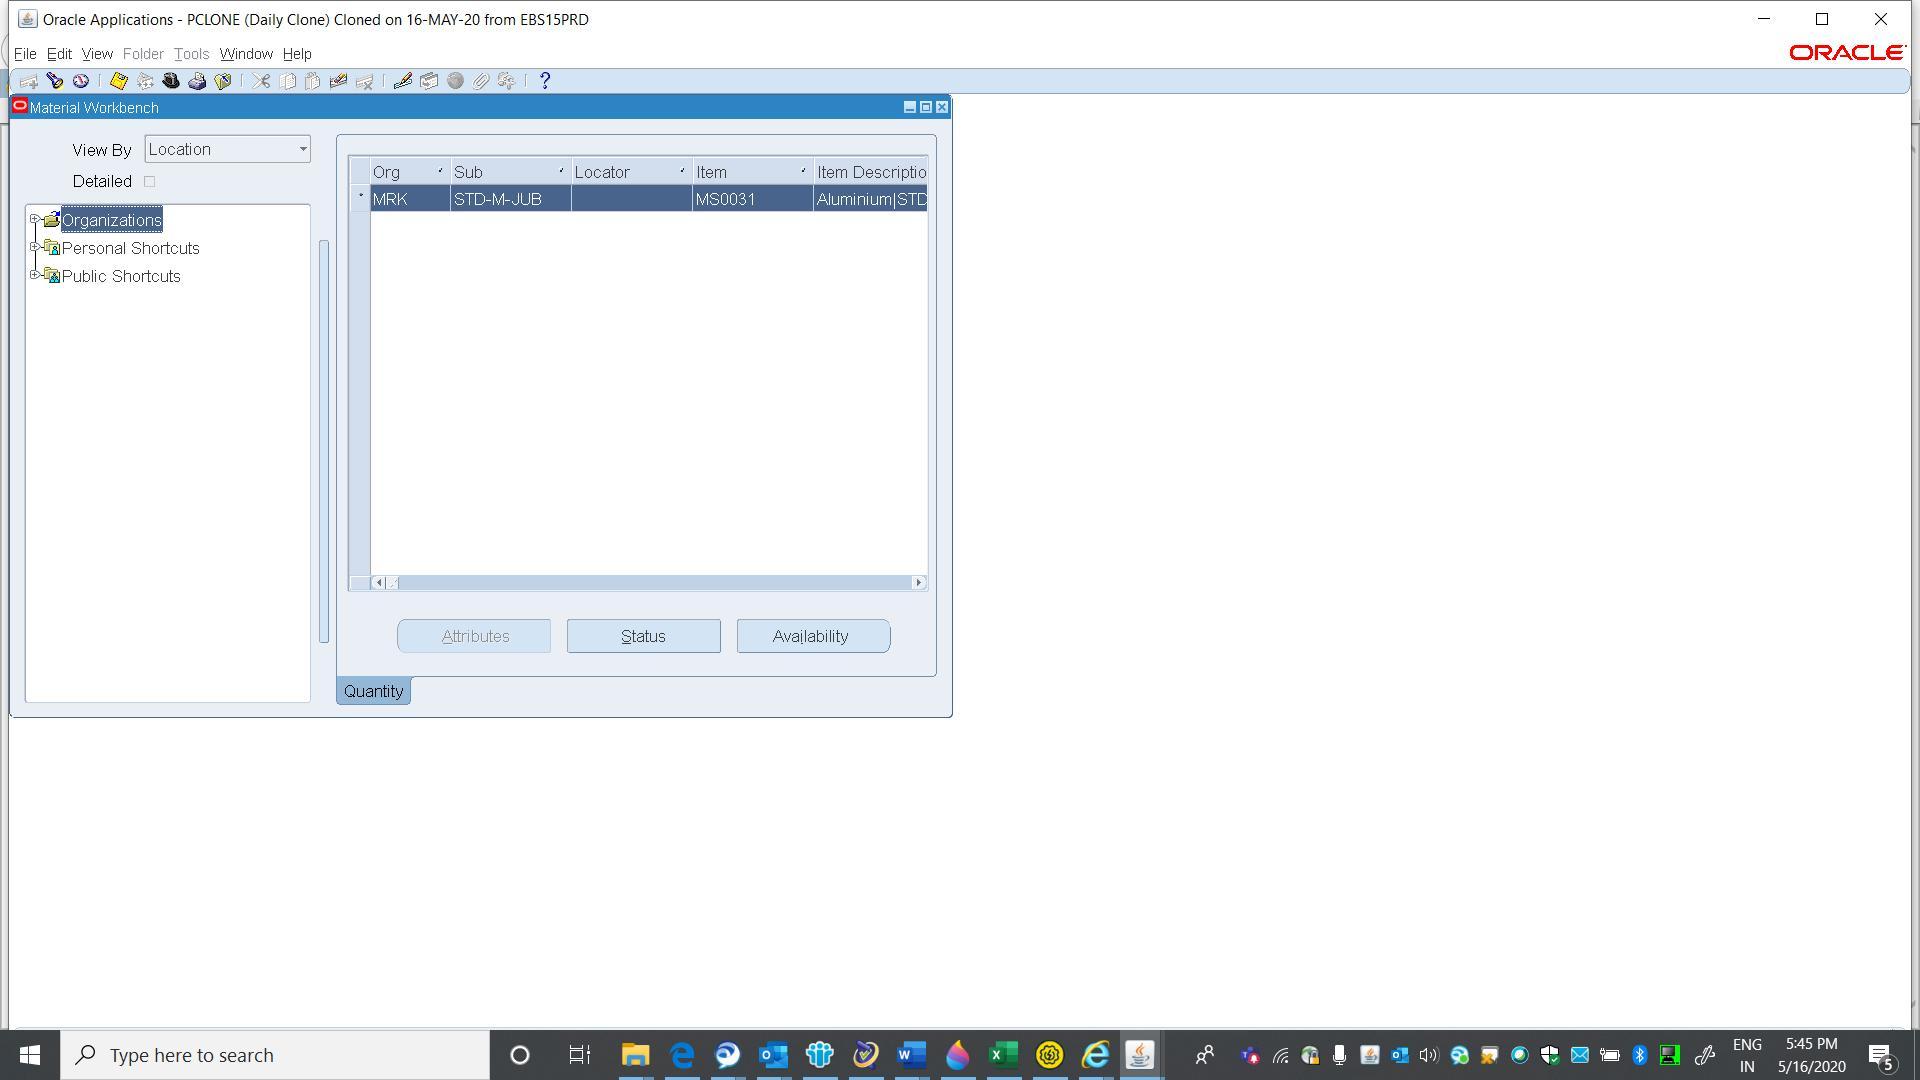 Oracle Applications - PCLONE (Daily Clone) Cloned on 16-MAY-20 from EBS15PRD
File Edit View Folder Tools Window Help
ORACLE
Material Workbench
View By Location
Detailed
Organizations
Personal Shortcuts
Public Shortcuts
Org Sub Locator Item Item Descriptio
MRK STD-M-JUB MS0031 Aluminium|STD
Attributes Status Availability
Quantity
Type here to search
ENG
IN
5:45 PM
5/16/2020
5